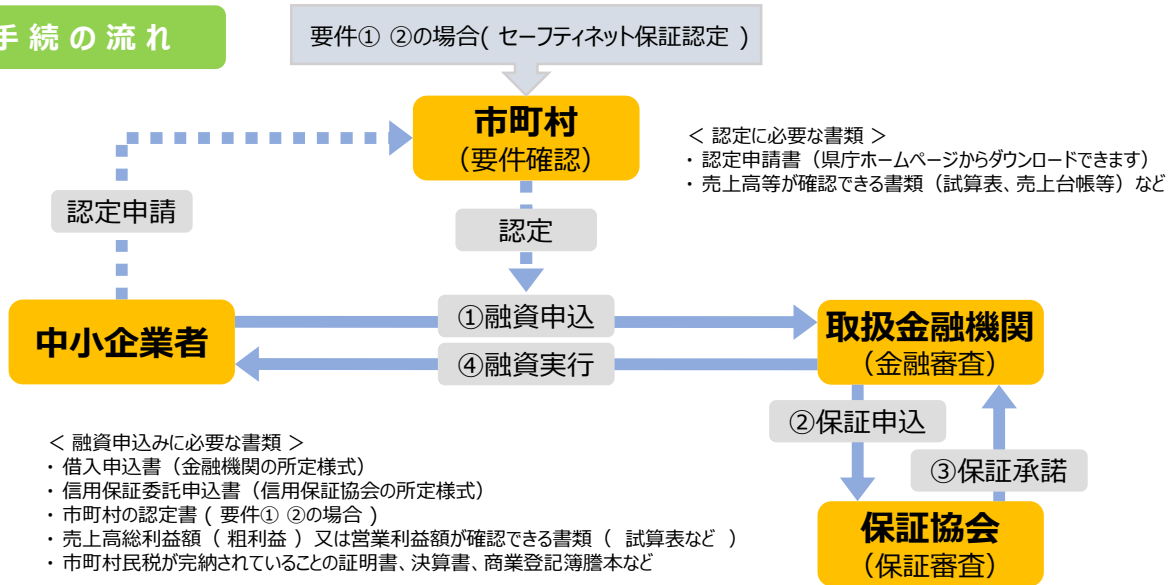 手続の流れ
要件① ②の場合( セーフティネット保証認定 )
市町村
（要件確認）
＜ 認定に必要な書類 ＞
・ 認定申請書（県庁ホームページからダウンロードできます）
・ 売上高等が確認できる書類（試算表、売上台帳等）など
認定申請
認定
中小企業者
①融資申込
④融資実行
取扱金融機関
（金融審査）
②保証申込
③保証承諾
保証協会
（保証審査）
＜ 融資申込みに必要な書類 ＞
・ 借入申込書（金融機関の所定様式）
・ 信用保証委託申込書（信用保証協会の所定様式）
・ 市町村の認定書 ( 要件① ②の場合 )
・ 売上高総利益額（ 粗利益 ）又は営業利益額が確認できる書類（ 試算表など ）
・ 市町村民税が完納されていることの証明書、決算書、商業登記簿謄本など